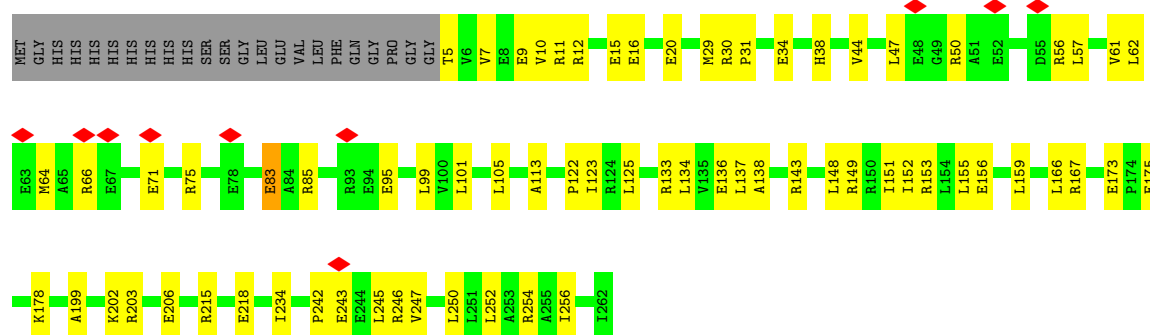 MET GLY HIS HIS HIS HIS HIS HIS HIS HIS HIS HIS SER SER GLY LEU GLU VAL LEU PHE GLN GLY PRO GLY GLY T5 V6 V7 E8 E9 V10 R11 R12 E15 E16 E20 M29 R30 P31 E34 H38 V44 L47 E48 G49 R50 A51 E52 D55 R56 L57 V61 L62
E63 M64 A65 R66 E67 E71 R75 E78 E83 A84 R85 R93 E94 E95 L99 V100 L101 L105 A113 P122 I123 R124 L125 R133 L134 V135 E136 L137 A138 R143 L148 R149 R150 I151 I152 R153 L154 L155 E156 L159 L166 R167 E173 P174
K178 A199 K202 R203 E206 R215 E218 I234 P242 E243 E244 L245 R246 V247 L250 L251 L252 A253 R254 A255 I256 I262